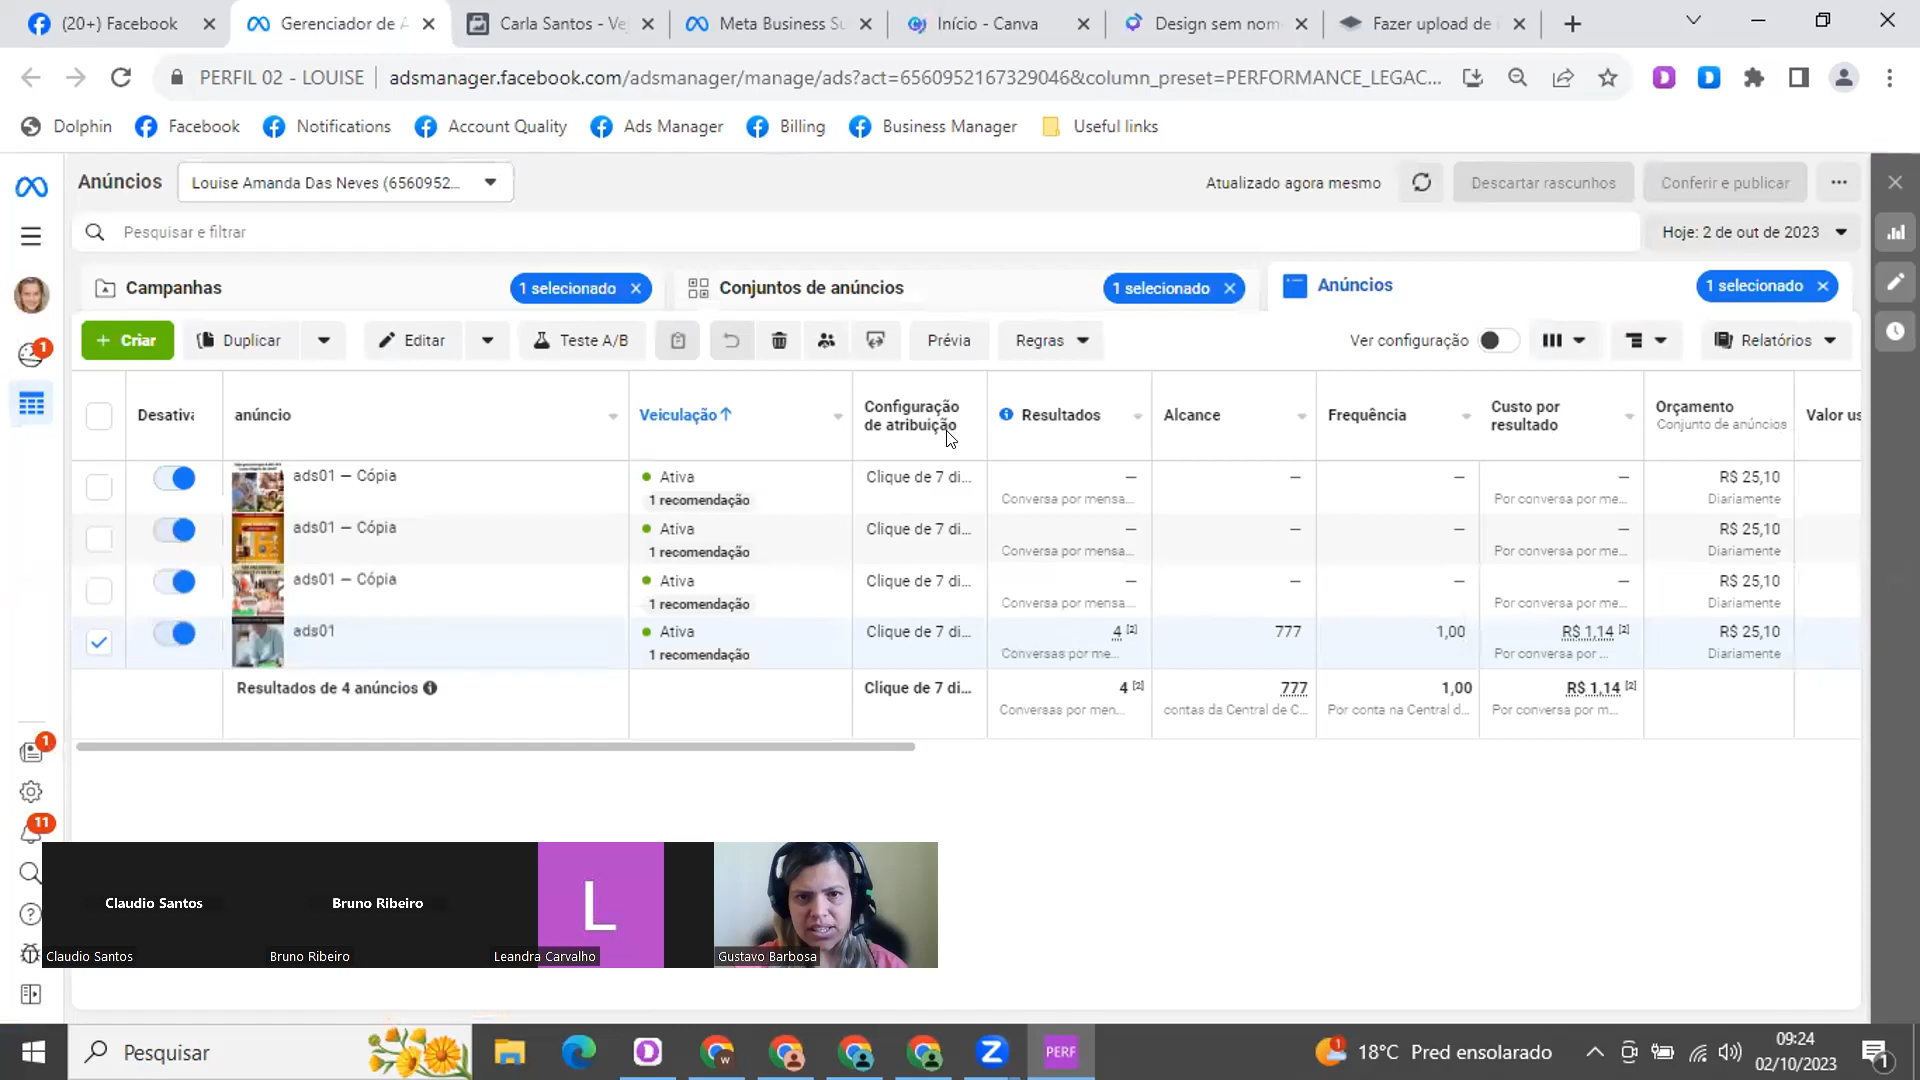 (20+) Facebook
Gerenciador de A
Carla Santos - Ve
Meta Business Su
Início - Canva
Design sem nom
Fazer upload de
PERFIL 02 - LOUISE
adsmanager.facebook.com/adsmanager/manage/ads?act=6560952167329046&column_preset=PERFORMANCE_LEGAC...
Dolphin
Facebook
Notifications
Account Quality
Ads Manager
Billing
Business Manager
Useful links
Anúncios
Louise Amanda Das Neves (6560952...
Atualizado agora mesmo
Descartar rascunhos
Conferir e publicar
Pesquisar e filtrar
Hoje: 2 de out de 2023
Campanhas
1 selecionado
Conjuntos de anúncios
1 selecionado
Anúncios
1 selecionado
+ Criar
Duplicar
Editar
Teste A/B
Prévia
Regras
Ver configuração
Relatórios
Desativa
anúncio
Veiculação↑
Configuração
de atribuição
Resultados
Alcance
Frequência
Custo por
resultado
Orçamento
Conjunto de anúncios
Valor us
ads01 – Cópia
Ativa
1 recomendação
Clique de 7 di...
—
Conversa por mensa...
—
—
—
Por conversa por me...
R$ 25,10
Diariamente
ads01 – Cópia
Ativa
1 recomendação
Clique de 7 di...
—
Conversa por mensa...
—
—
—
Por conversa por me...
R$ 25,10
Diariamente
ads01 – Cópia
Ativa
1 recomendação
Clique de 7 di...
—
Conversa por mensa...
—
—
—
Por conversa por me...
R$ 25,10
Diariamente
ads01
Ativa
1 recomendação
Clique de 7 di...
4 [2]
Conversas por me...
777
1,00
R$ 1,14 [2]
Por conversa por ...
R$ 25,10
Diariamente
Resultados de 4 anúncios
Clique de 7 di...
4 [2]
Conversas por men...
777
contas da Central de C...
1,00
Por conta na Central d...
R$ 1,14 [2]
Por conversa por m...
1
1
11
Claudio Santos
Bruno Ribeiro
L
Claudio Santos
Bruno Ribeiro
Leandra Carvalho
Gustavo Barbosa
Pesquisar
PERF
1
18°C Pred ensolarado
09:24
02/10/2023
1